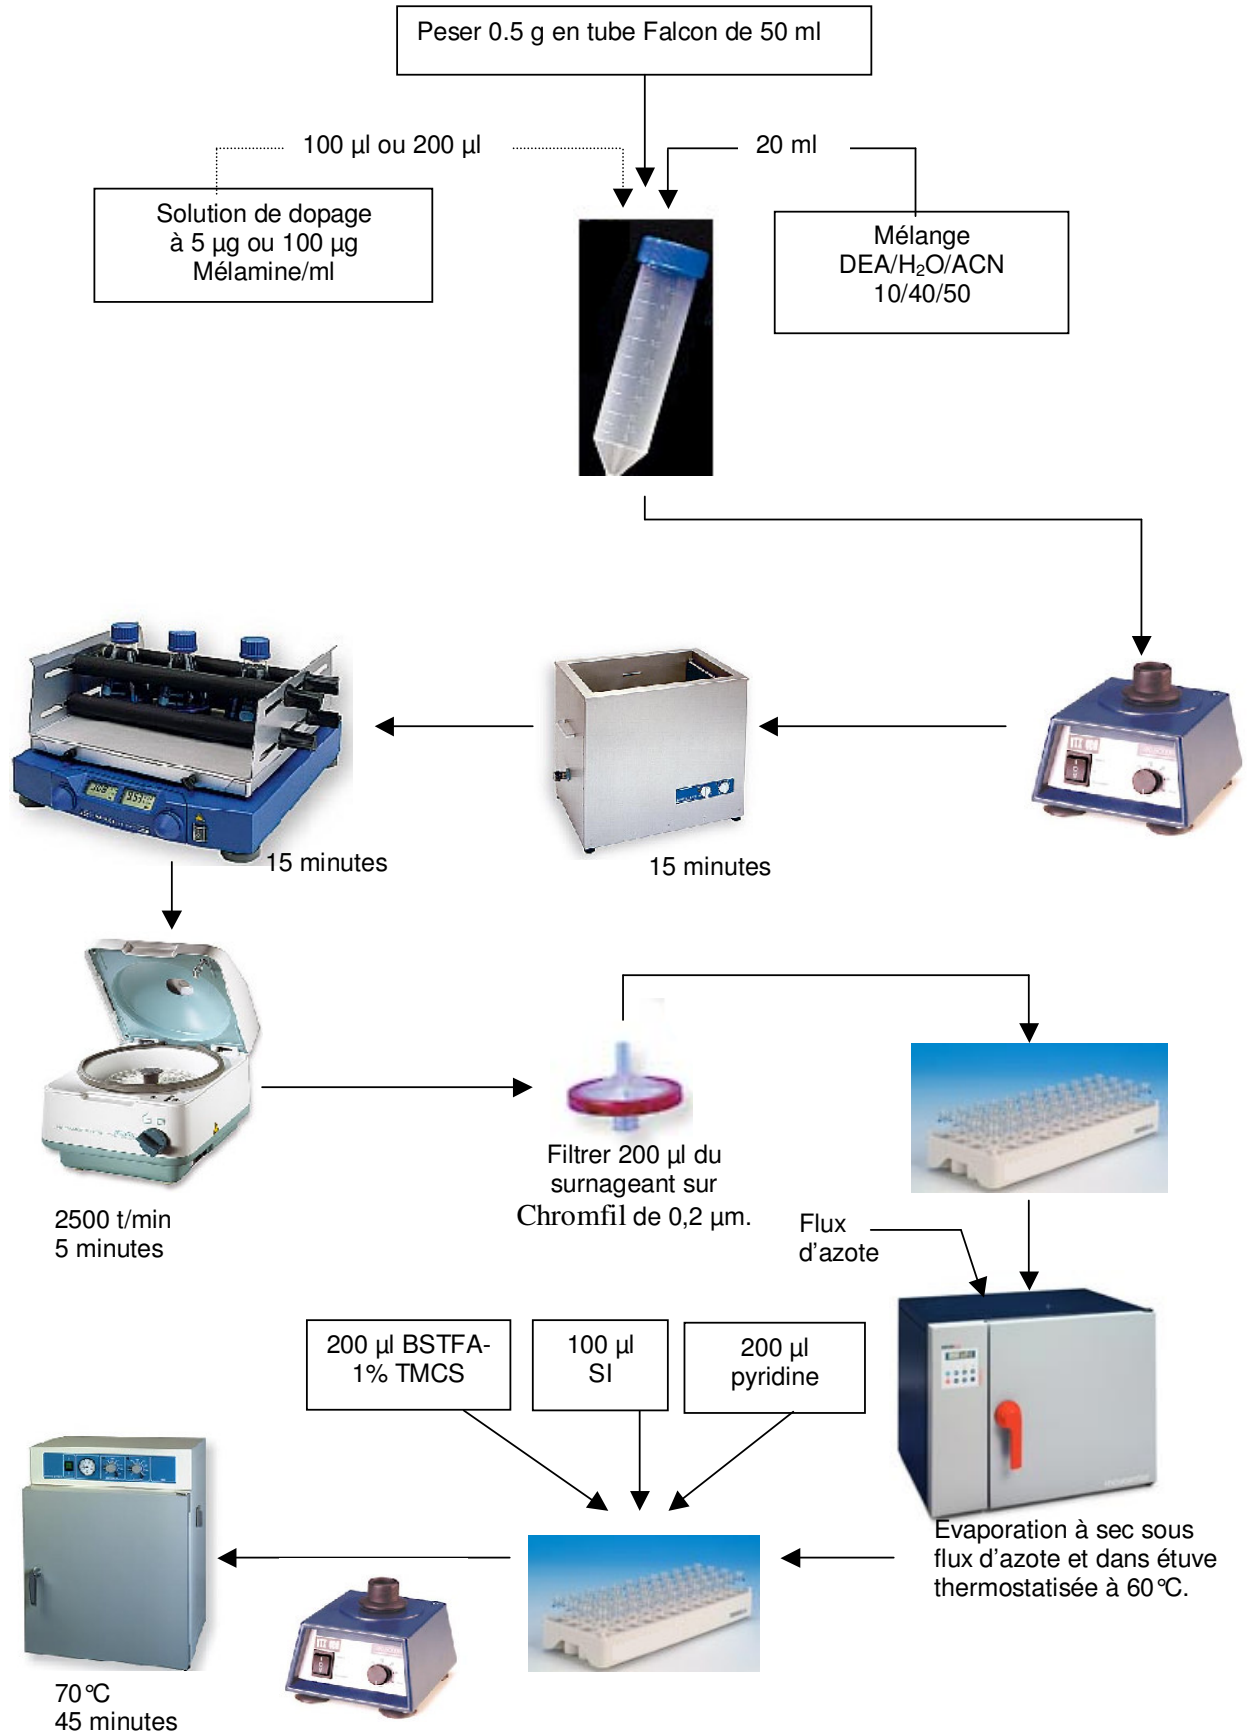 Peser 0.5 g en tube Falcon de 50 ml
100 µl ou 200 µl
20 ml
Solution de dopage
à 5 µg ou 100 µg
Mélamine/ml
Mélange
DEA/H₂O/ACN
10/40/50
15 minutes
15 minutes
2500 t/min
5 minutes
Filtrer 200 µl du
surnageant sur
Chromfil de 0,2 µm.
Flux
d'azote
200 µl BSTFA-
1% TMCS
100 µl
SI
200 µl
pyridine
Evaporation à sec sous
flux d'azote et dans étuve
thermostatisée à 60°C.
70°C
45 minutes